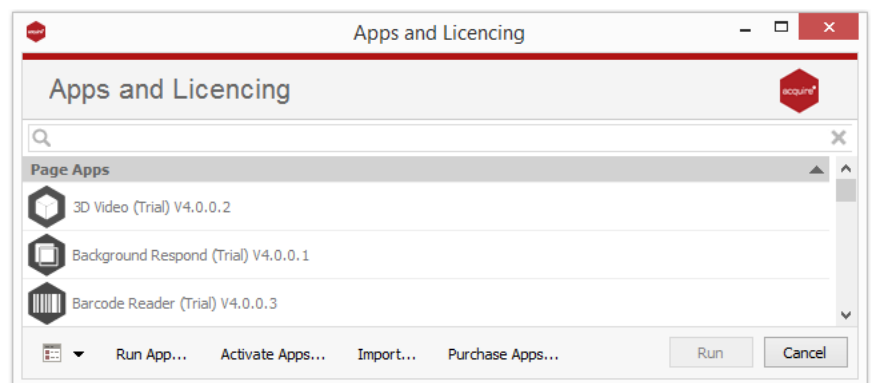 Apps and Licencing
Apps and Licencing
acquire
Page Apps
3D Video (Trial) V4.0.0.2
Background Respond (Trial) V4.0.0.1
Barcode Reader (Trial) V4.0.0.3
Run App... Activate Apps... Import... Purchase Apps... Run Cancel